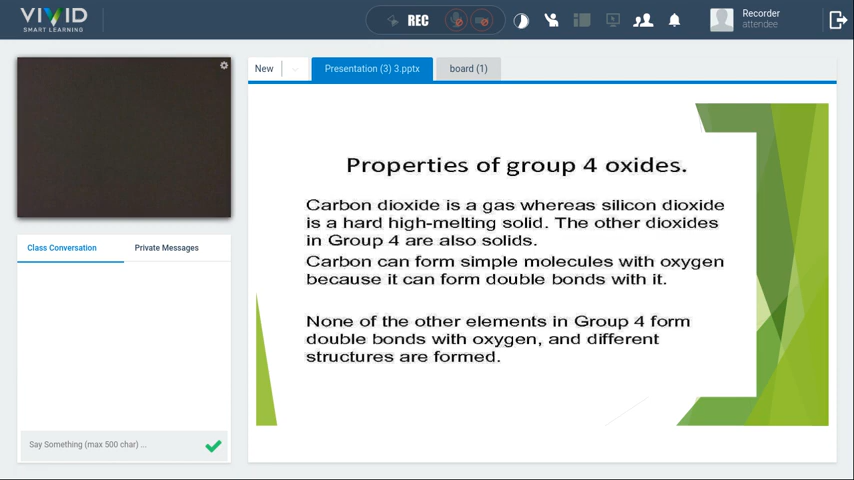 VIVID
SMART LEARNING
REC
Recorder
attendee
New
Presentation (3) 3.pptx
board (1)
Class Conversation
Private Messages
Say Something (max 500 char) ...
Properties of group 4 oxides.
Carbon dioxide is a gas whereas silicon dioxide
is a hard high-melting solid. The other dioxides
in Group 4 are also solids.
Carbon can form simple molecules with oxygen
because it can form double bonds with it.
None of the other elements in Group 4 form
double bonds with oxygen, and different
structures are formed.